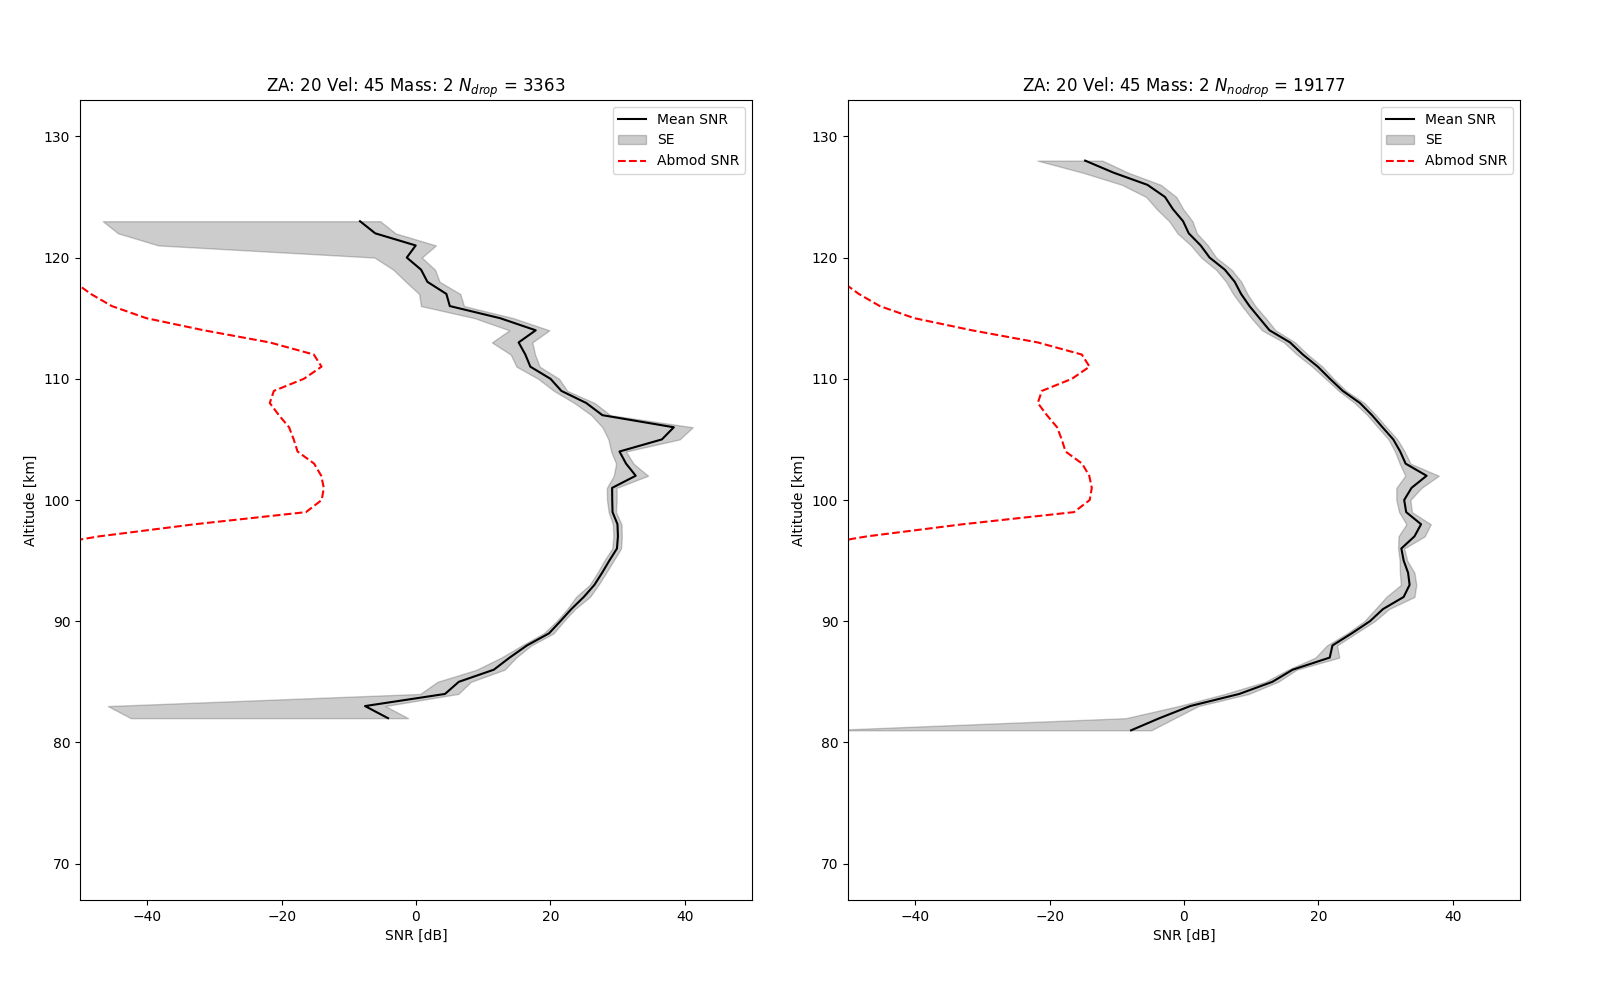 ZA: 20 Vel: 45 Mass: 2 N_drop = 3363
Mean SNR
SE
Abmod SNR
130
120
110
100
90
80
70
Altitude [km]
−40
−20
0
20
40
SNR [dB]
ZA: 20 Vel: 45 Mass: 2 N_nodrop = 19177
Mean SNR
SE
Abmod SNR
130
120
110
100
90
80
70
Altitude [km]
−40
−20
0
20
40
SNR [dB]